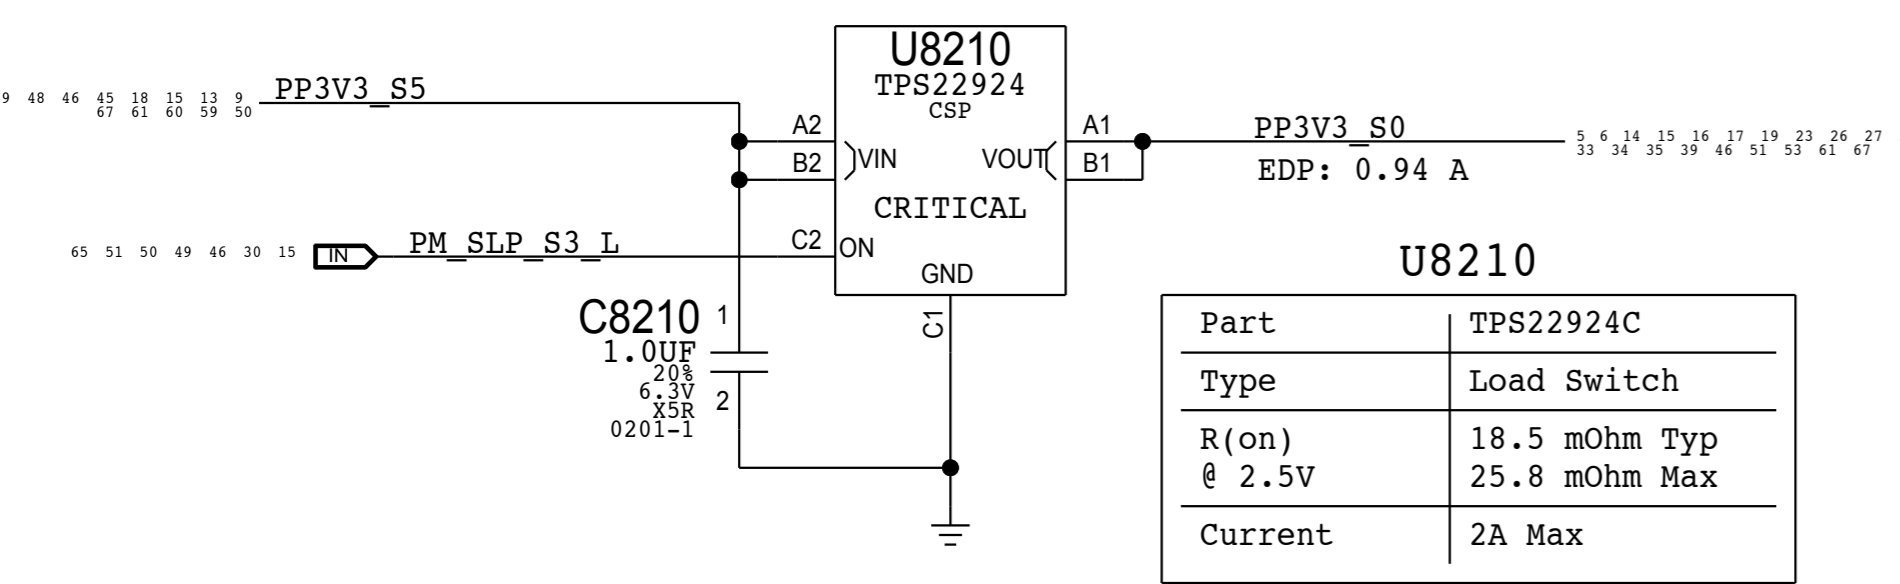 U8210
TPS22924
CSP
9 48 46 45 18 15 13 9
67 61 60 59 50
PP3V3_S5
A2
B2
VIN
VOUT
A1
B1
PP3V3_S0
EDP: 0.94 A
5 6 14 15 16 17 19 23 26 27
33 34 35 39 46 51 53 61 67
CRITICAL
65 51 50 49 46 30 15
IN
PM_SLP_S3_L
C2
ON
GND
C1
C8210
1
1.0UF
20%
6.3V
X5R
0201-1
2
U8210
Part TPS22924C
Type Load Switch
R(on) 18.5 mOhm Typ
@ 2.5V 25.8 mOhm Max
Current 2A Max